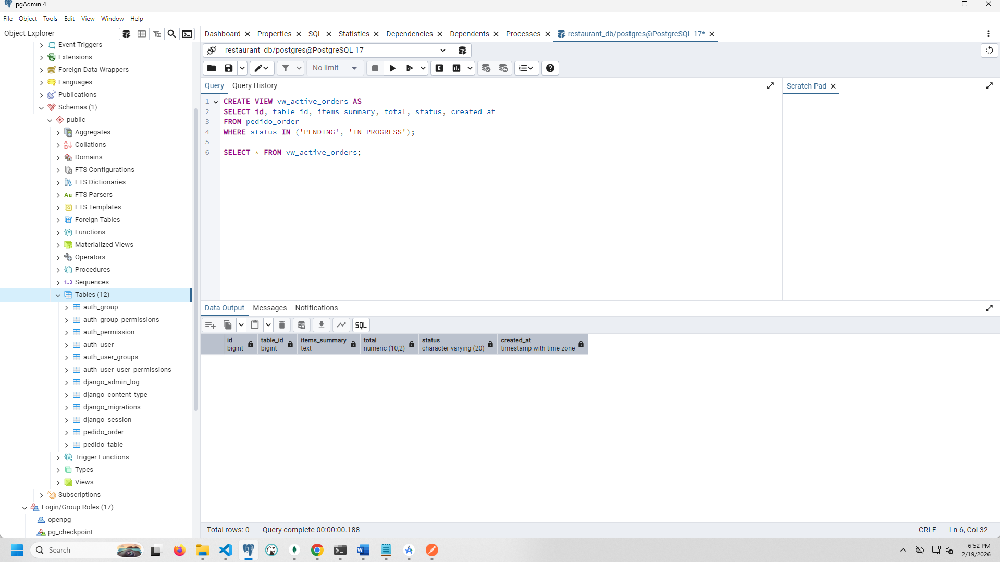 pgAdmin 4
File Object Tools Edit View Window Help
Object Explorer
Dashboard Properties SQL Statistics Dependencies Dependents Processes restaurant_db/postgres@PostgreSQL 17*
Event Triggers
Extensions
Foreign Data Wrappers
Languages
Publications
Schemas (1)
public
Aggregates
Collations
Domains
FTS Configurations
FTS Dictionaries
Aa FTS Parsers
FTS Templates
Foreign Tables
Functions
Materialized Views
Operators
Procedures
1..3 Sequences
Tables (12)
auth_group
auth_group_permissions
auth_permission
auth_user
auth_user_groups
auth_user_user_permissions
django_admin_log
django_content_type
django_migrations
django_session
pedido_order
pedido_table
Trigger Functions
Types
Views
Subscriptions
Login/Group Roles (17)
openpg
pg_checkpoint
restaurant_db/postgres@PostgreSQL 17
No limit
E
Query Query History
Scratch Pad
1 CREATE VIEW vw_active_orders AS
2 SELECT id, table_id, items_summary, total, status, created_at
3 FROM pedido_order
4 WHERE status IN ('PENDING', 'IN PROGRESS');
5
6 SELECT * FROM vw_active_orders;
Data Output Messages Notifications
SQL
id table_id items_summary total status created_at
bigint bigint text numeric (10,2) character varying (20) timestamp with time zone
Total rows: 0 Query complete 00:00:00.188 CRLF Ln 6, Col 32
Search
6:52 PM
2/19/2026